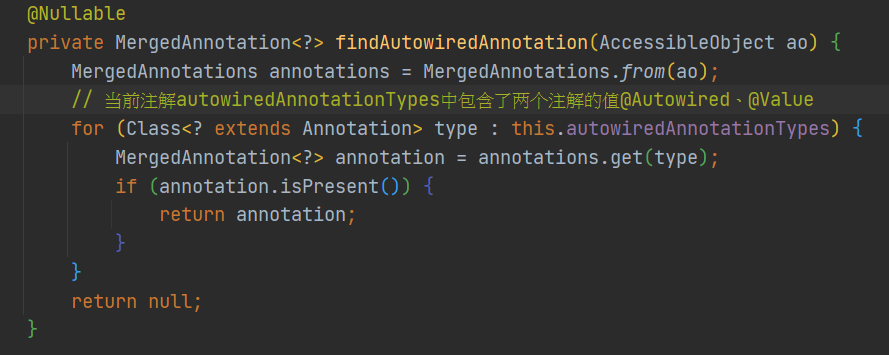 @Nullable
private MergedAnnotation<?> findAutowiredAnnotation(AccessibleObject ao) {
MergedAnnotations annotations = MergedAnnotations.from(ao);
// 当前注解autowiredAnnotationTypes中包含了两个注解的值@Autowired、@Value
for (Class<? extends Annotation> type : this.autowiredAnnotationTypes) {
MergedAnnotation<?> annotation = annotations.get(type);
if (annotation.isPresent()) {
return annotation;
}
}
return null;
}